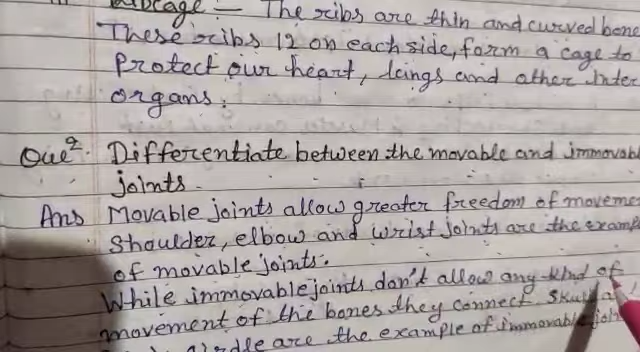 Ribcage :- The ribs are thin and curved bone
These ribs 12 on each side, form a cage to
Protect our heart, lungs and other inter
organs.
Que 2. Differentiate between the movable and immovabl
joints.
Ans Movable joints allow greater freedom of moveme
Shoulder, elbow and wrist joints are the examp
of movable joints.
While immovable joints don't allow any kind of
movement of the bones they connect. Skull
girdle are the example of immovable join